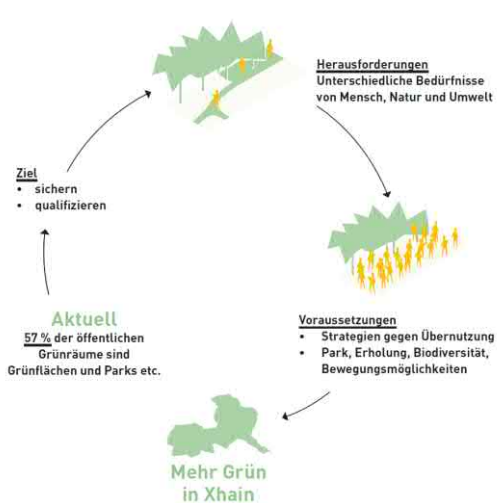 Herausforderungen
Unterschiedliche Bedürfnisse
von Mensch, Natur und Umwelt
Ziel
• sichern
• qualifizieren
Aktuell
57 % der öffentlichen
Grünräume sind
Grünflächen und Parks etc.
Voraussetzungen
• Strategien gegen Übernutzung
• Park, Erholung, Biodiversität,
Bewegungsmöglichkeiten
Mehr Grün
in Xhain